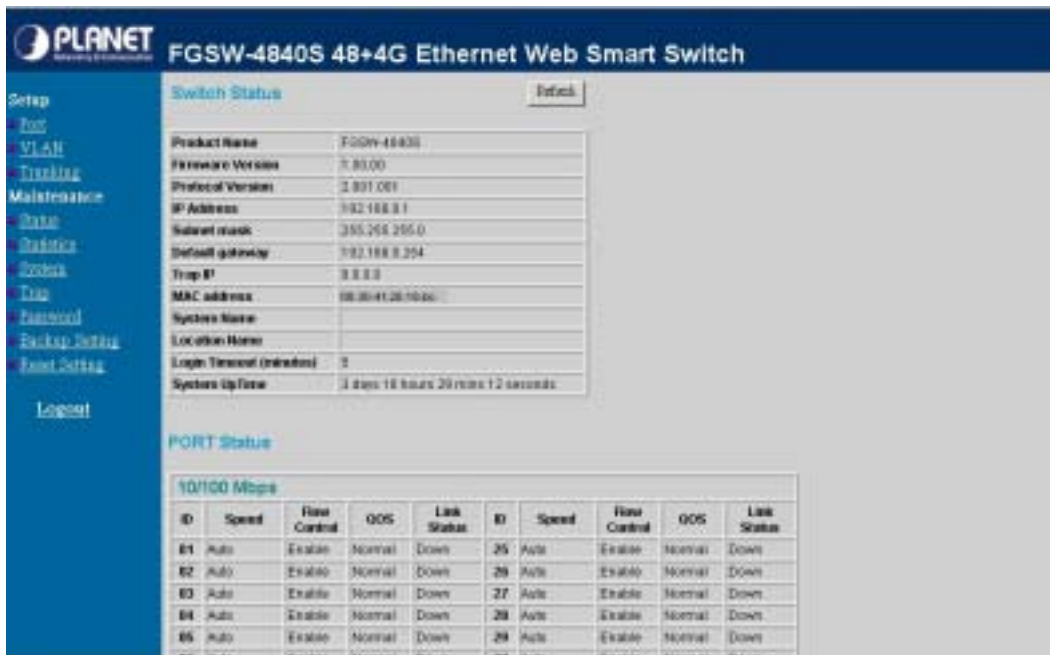 PLANET
FGSW-4840S 48+4G Ethernet Web Smart Switch
Setup
Port
VLAN
Trunking
Maintenance
Status
Statistics
System
Trap
Password
Backup Setting
Reset Setting
Logout
Switch Status
Refresh
Product Name FGSW-4840S
Firmware Version
Protocol Version 2.001.001
IP Address 192.168.0.1
Subnet mask 255.255.255.0
Default gateway 192.168.0.254
Trap IP 0.0.0.0
MAC address
System Name
Location Name
Login Timeout (minutes) 5
System UpTime 3 days 18 hours 29 mins 12 seconds
PORT Status
10/100 Mbps
ID Speed Flow Control QOS Link Status ID Speed Flow Control QOS Link Status
01 Auto Enable Normal Down 25 Auto Enable Normal Down
02 Auto Enable Normal Down 26 Auto Enable Normal Down
03 Auto Enable Normal Down 27 Auto Enable Normal Down
04 Auto Enable Normal Down 28 Auto Enable Normal Down
05 Auto Enable Normal Down 29 Auto Enable Normal Down